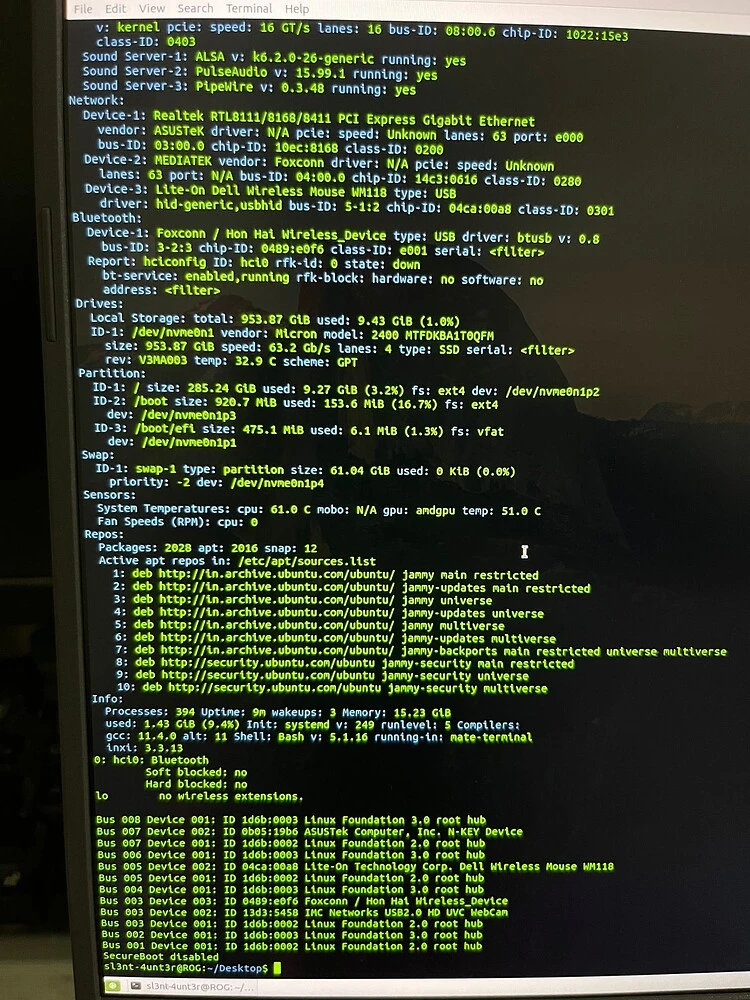 File Edit View Search Terminal Help
v: kernel pcie: speed: 16 GT/s lanes: 16 bus-ID: 08:00.6 chip-ID: 1022:15e3
class-ID: 0403
Sound Server-1: ALSA v: k6.2.0-26-generic running: yes
Sound Server-2: PulseAudio v: 15.99.1 running: yes
Sound Server-3: PipeWire v: 0.3.48 running: yes
Network:
Device-1: Realtek RTL8111/8168/8411 PCI Express Gigabit Ethernet
vendor: ASUSTeK driver: N/A pcie: speed: Unknown lanes: 63 port: e000
bus-ID: 03:00.0 chip-ID: 10ec:8168 class-ID: 0200
Device-2: MEDIATEK vendor: Foxconn driver: N/A pcie: speed: Unknown
lanes: 63 port: N/A bus-ID: 04:00.0 chip-ID: 14c3:0616 class-ID: 0280
Device-3: Lite-On Dell Wireless Mouse WM118 type: USB
driver: hid-generic,usbhid bus-ID: 5-1:2 chip-ID: 04ca:00a8 class-ID: 0301
Bluetooth:
Device-1: Foxconn / Hon Hai Wireless_Device type: USB driver: btusb v: 0.8
bus-ID: 3-2:3 chip-ID: 0489:e0f6 class-ID: e001 serial: <filter>
Report: hciconfig ID: hci0 rfk-id: 0 state: down
bt-service: enabled,running rfk-block: hardware: no software: no
address: <filter>
Drives:
Local Storage: total: 953.87 GiB used: 9.43 GiB (1.0%)
ID-1: /dev/nvme0n1 vendor: Micron model: 2400 MTFDKBA1T0QFM
size: 953.87 GiB speed: 63.2 Gb/s lanes: 4 type: SSD serial: <filter>
rev: V3MA003 temp: 32.9 C scheme: GPT
Partition:
ID-1: / size: 285.24 GiB used: 9.27 GiB (3.2%) fs: ext4 dev: /dev/nvme0n1p2
ID-2: /boot size: 920.7 MiB used: 153.6 MiB (16.7%) fs: ext4
dev: /dev/nvme0n1p3
ID-3: /boot/efi size: 475.1 MiB used: 6.1 MiB (1.3%) fs: vfat
dev: /dev/nvme0n1p1
Swap:
ID-1: swap-1 type: partition size: 61.04 GiB used: 0 KiB (0.0%)
priority: -2 dev: /dev/nvme0n1p4
Sensors:
System Temperatures: cpu: 61.0 C mobo: N/A gpu: amdgpu temp: 51.0 C
Fan Speeds (RPM): cpu: 0
Repos:
Packages: 2028 apt: 2016 snap: 12
Active apt repos in: /etc/apt/sources.list
1: deb http://in.archive.ubuntu.com/ubuntu/ jammy main restricted
2: deb http://in.archive.ubuntu.com/ubuntu/ jammy-updates main restricted
3: deb http://in.archive.ubuntu.com/ubuntu/ jammy universe
4: deb http://in.archive.ubuntu.com/ubuntu/ jammy-updates universe
5: deb http://in.archive.ubuntu.com/ubuntu/ jammy multiverse
6: deb http://in.archive.ubuntu.com/ubuntu/ jammy-updates multiverse
7: deb http://in.archive.ubuntu.com/ubuntu/ jammy-backports main restricted universe multiverse
8: deb http://security.ubuntu.com/ubuntu jammy-security main restricted
9: deb http://security.ubuntu.com/ubuntu jammy-security universe
10: deb http://security.ubuntu.com/ubuntu jammy-security multiverse
Info:
Processes: 394 Uptime: 9m wakeups: 3 Memory: 15.23 GiB
used: 1.43 GiB (9.4%) Init: systemd v: 249 runlevel: 5 Compilers:
gcc: 11.4.0 alt: 11 Shell: Bash v: 5.1.16 running-in: mate-terminal
inxi: 3.3.13
0: hci0: Bluetooth
Soft blocked: no
Hard blocked: no
lo no wireless extensions.
Bus 008 Device 001: ID 1d6b:0003 Linux Foundation 3.0 root hub
Bus 007 Device 002: ID 0b05:19b6 ASUSTek Computer, Inc. N-KEY Device
Bus 007 Device 001: ID 1d6b:0002 Linux Foundation 2.0 root hub
Bus 006 Device 001: ID 1d6b:0003 Linux Foundation 3.0 root hub
Bus 005 Device 002: ID 04ca:00a8 Lite-On Technology Corp. Dell Wireless Mouse WM118
Bus 005 Device 001: ID 1d6b:0002 Linux Foundation 2.0 root hub
Bus 004 Device 001: ID 1d6b:0003 Linux Foundation 3.0 root hub
Bus 003 Device 003: ID 0489:e0f6 Foxconn / Hon Hai Wireless_Device
Bus 003 Device 002: ID 13d3:5458 IMC Networks USB2.0 HD UVC WebCam
Bus 003 Device 001: ID 1d6b:0002 Linux Foundation 2.0 root hub
Bus 002 Device 001: ID 1d6b:0003 Linux Foundation 3.0 root hub
Bus 001 Device 001: ID 1d6b:0002 Linux Foundation 2.0 root hub
SecureBoot disabled
sl3nt-4unt3r@ROG:~/Desktop$
sl3nt-4unt3r@ROG:~/...